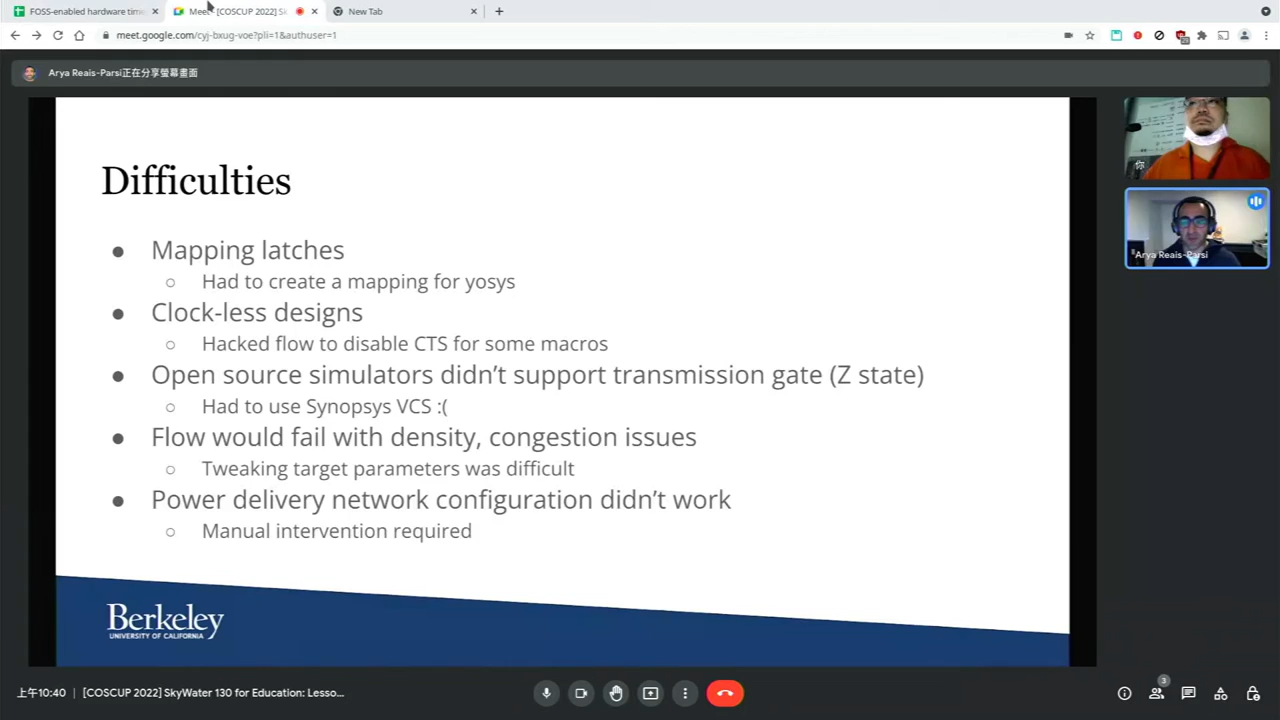 FOSS-enabled hardware time
Meet - [COSCUP 2022] Sk
New Tab
meet.google.com/cyj-bxug-voe?pli=1&authuser=1
Arya Reais-Parsi正在分享螢幕畫面
Difficulties
● Mapping latches
○ Had to create a mapping for yosys
● Clock-less designs
○ Hacked flow to disable CTS for some macros
● Open source simulators didn’t support transmission gate (Z state)
○ Had to use Synopsys VCS :(
● Flow would fail with density, congestion issues
○ Tweaking target parameters was difficult
● Power delivery network configuration didn’t work
○ Manual intervention required
Berkeley
UNIVERSITY OF CALIFORNIA
你
Arya Reais-Parsi
上午10:40 | [COSCUP 2022] SkyWater 130 for Education: Lesso...
3